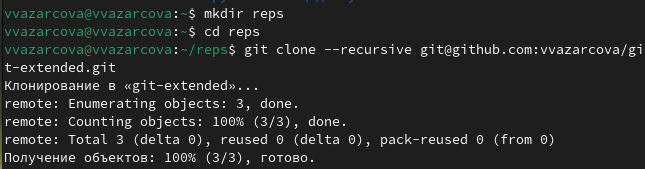 vvazarcova@vvazarcova:~$ mkdir reps
vvazarcova@vvazarcova:~$ cd reps
vvazarcova@vvazarcova:~/reps$ git clone --recursive git@github.com:vvazarcova/gi
t-extended.git
Клонирование в «git-extended»...
remote: Enumerating objects: 3, done.
remote: Counting objects: 100% (3/3), done.
remote: Total 3 (delta 0), reused 0 (delta 0), pack-reused 0 (from 0)
Получение объектов: 100% (3/3), готово.